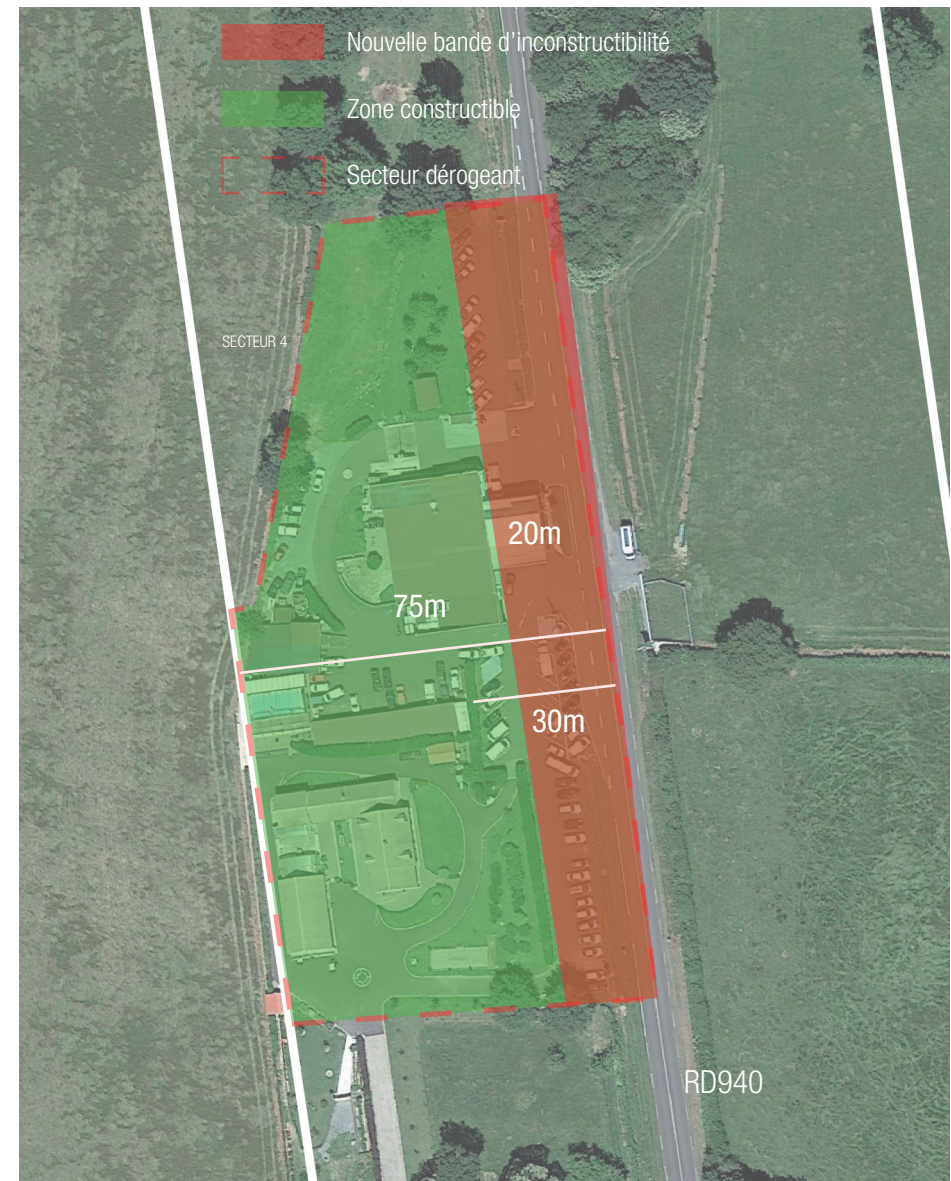 Nouvelle bande d'inconstructibilité
Zone constructible
Secteur dérogeant
SECTEUR 4
20m
75m
30m
RD940